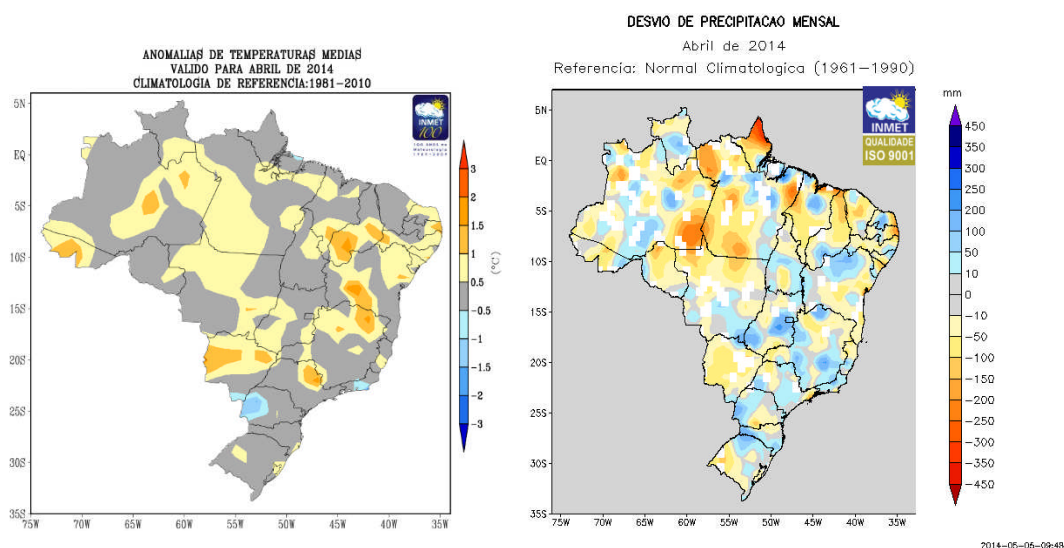 ANOMALIAS DE TEMPERATURAS MEDIAS
VALIDO PARA ABRIL DE 2014
CLIMATOLOGIA DE REFERENCIA:1981-2010
INMET
100
5N
EQ
5S
10S
15S
20S
25S
30S
35S
75W 70W 65W 60W 55W 50W 45W 40W 35W
3
2
1.5
1
0.5
-0.5
-1
-1.5
-2
-3
(°C)
DESVIO DE PRECIPITACAO MENSAL
Abril de 2014
Referencia: Normal Climatologica (1961-1990)
INMET
QUALIDADE
ISO 9001
5N
EQ
5S
10S
15S
20S
25S
30S
35S
75W 70W 65W 60W 55W 50W 45W 40W 35W
mm
450
400
350
300
200
100
50
10
0
-10
-50
-100
-200
-250
-300
-350
-450
2014-05-05-09:48